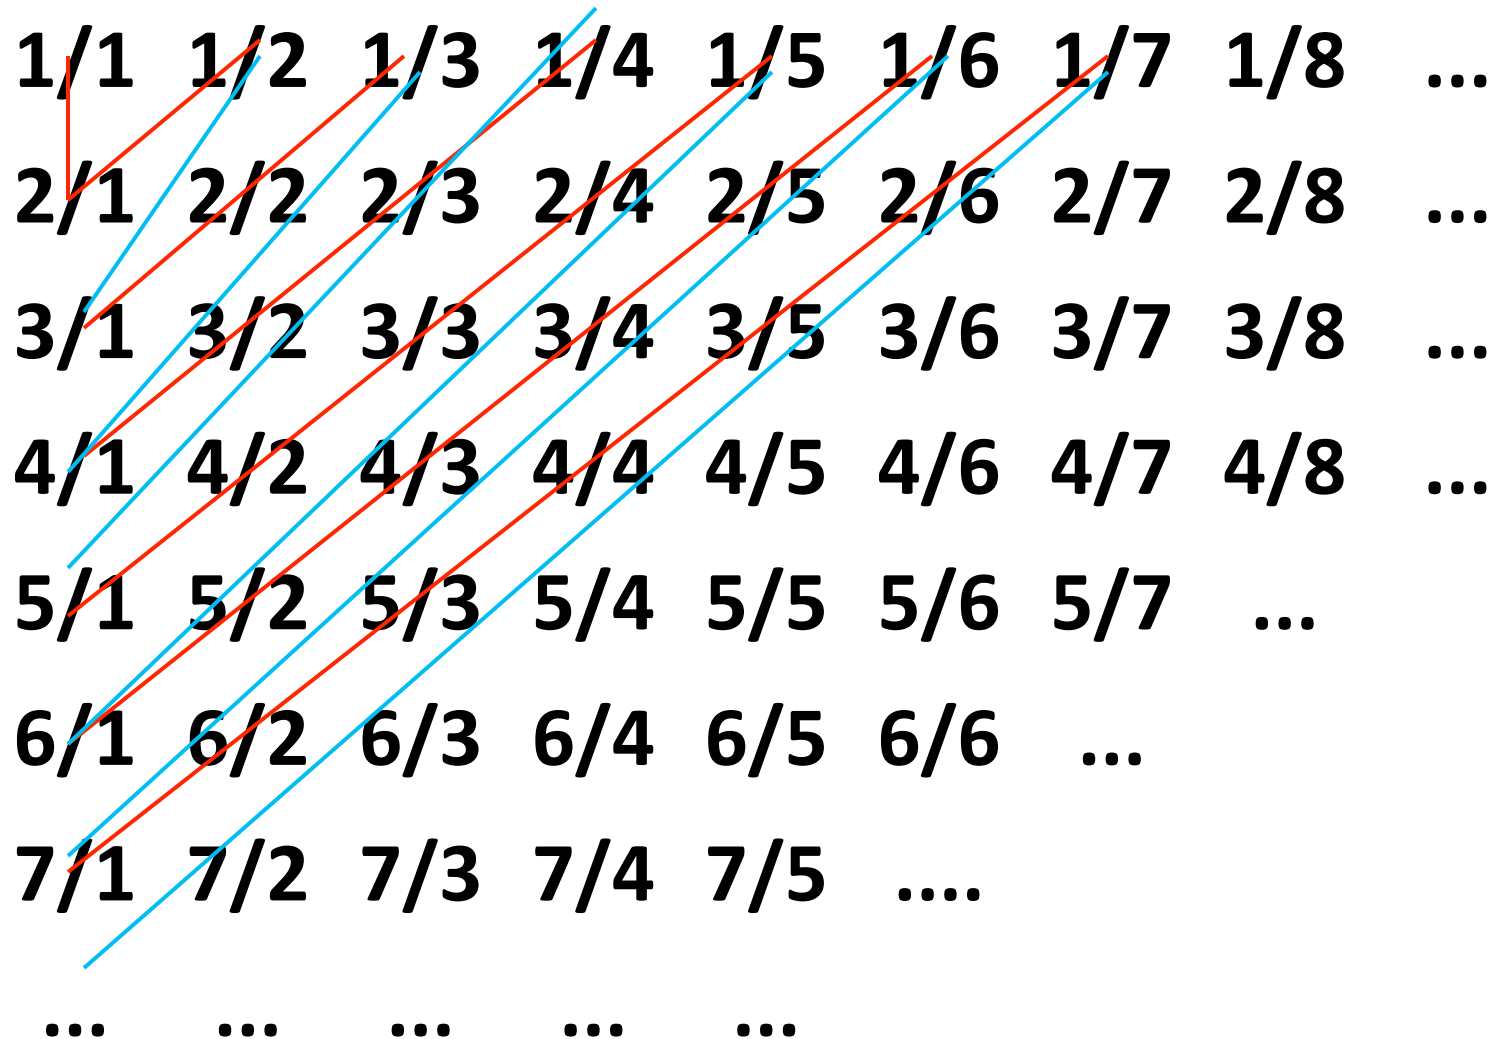 1/1 1/2 1/3 1/4 1/5 1/6 1/7 1/8 ...
2/1 2/2 2/3 2/4 2/5 2/6 2/7 2/8 ...
3/1 3/2 3/3 3/4 3/5 3/6 3/7 3/8 ...
4/1 4/2 4/3 4/4 4/5 4/6 4/7 4/8 ...
5/1 5/2 5/3 5/4 5/5 5/6 5/7 ...
6/1 6/2 6/3 6/4 6/5 6/6 ...
7/1 7/2 7/3 7/4 7/5 ....
... ... ... ... ...